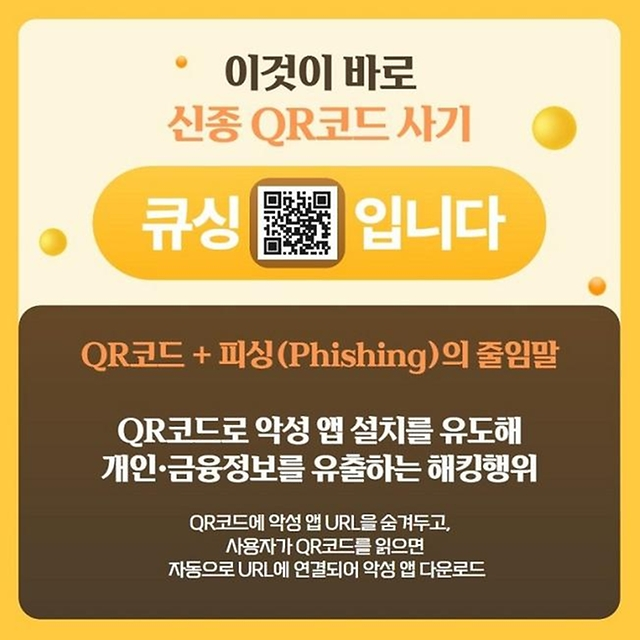 이것이 바로
신종 QR코드 사기
큐싱 입니다
QR코드 + 피싱(Phishing)의 줄임말
QR코드로 악성 앱 설치를 유도해
개인·금융정보를 유출하는 해킹행위
QR코드에 악성 앱 URL을 숨겨두고,
사용자가 QR코드를 읽으면
자동으로 URL에 연결되어 악성 앱 다운로드